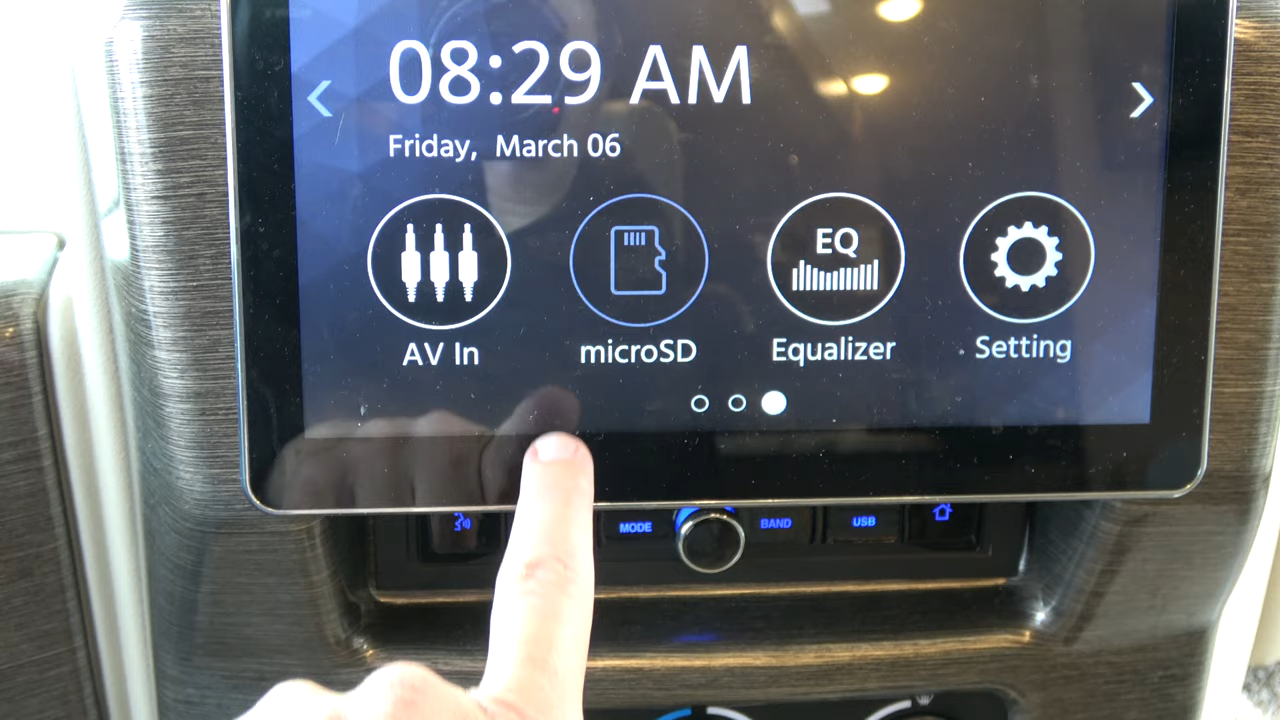 08:29 AM
Friday, March 06
EQ
AV In
microSD
Equalizer
Setting
MODE
BAND
USB